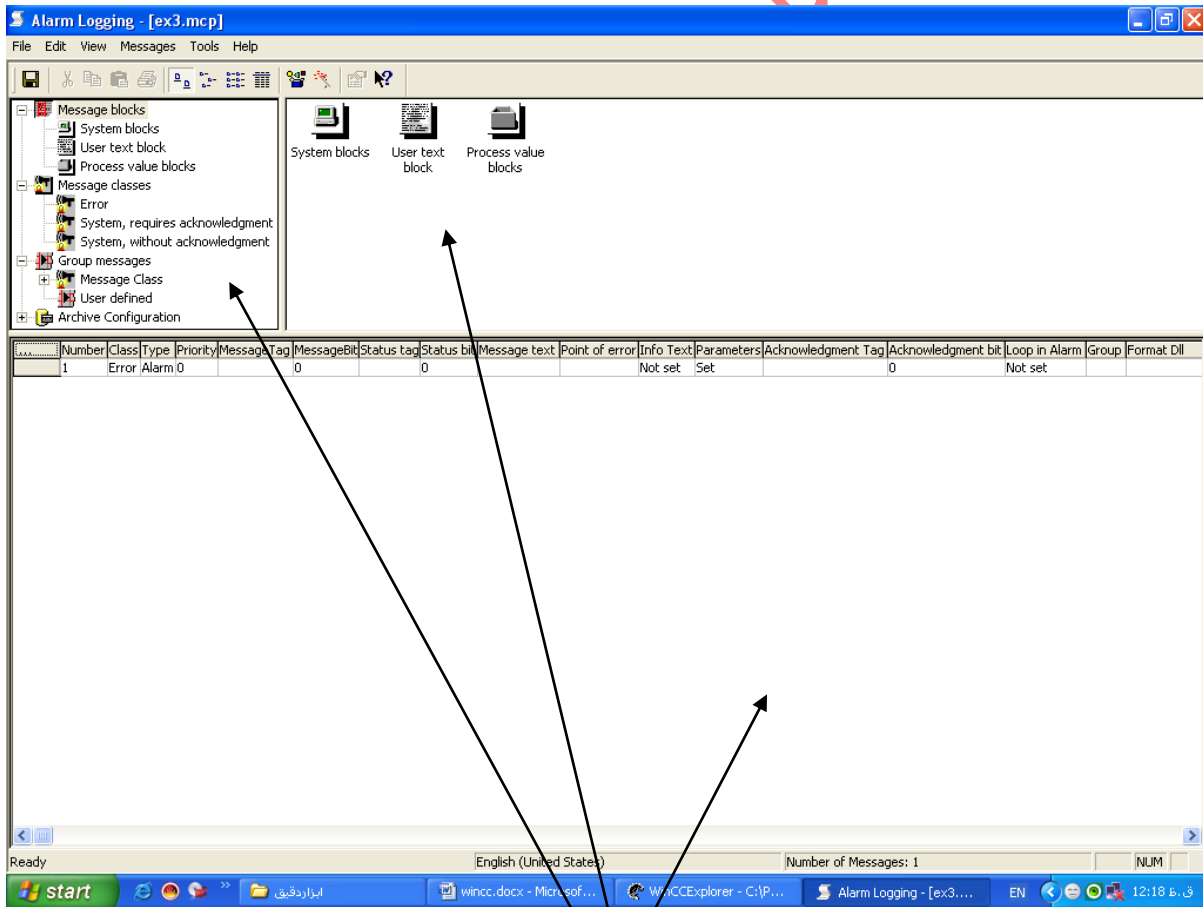 Alarm Logging - [ex3.mcp]
File Edit View Messages Tools Help
Message blocks
System blocks
User text block
Process value blocks
Message classes
Error
System, requires acknowledgment
System, without acknowledgment
Group messages
Message Class
User defined
Archive Configuration
System blocks
User text block
Process value blocks
Number Class Type Priority MessageTag MessageBit Status tag Status bit Message text Point of error Info Text Parameters Acknowledgment Tag Acknowledgment bit Loop in Alarm Group Format Dll
1 Error Alarm 0 0 0 Not set Set 0 Not set
Ready English (United States) Number of Messages: 1 NUM
start ابزاردقیق wincc.docx - Microsof... WinCCExplorer - C:\P... Alarm Logging - [ex3.... EN 12:18 ق.ظ